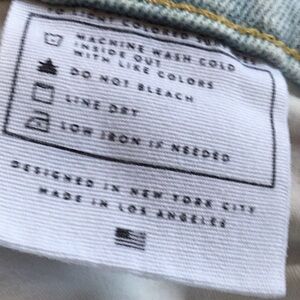 COLORED
MACHINE WASH COLD
INSIDE OUT
WITH LIKE COLORS
DO NOT BLEACH
LINE DRY
LOW IRON IF NEEDED
DESIGNED IN NEW YORK CITY
MADE IN LOS ANGELES